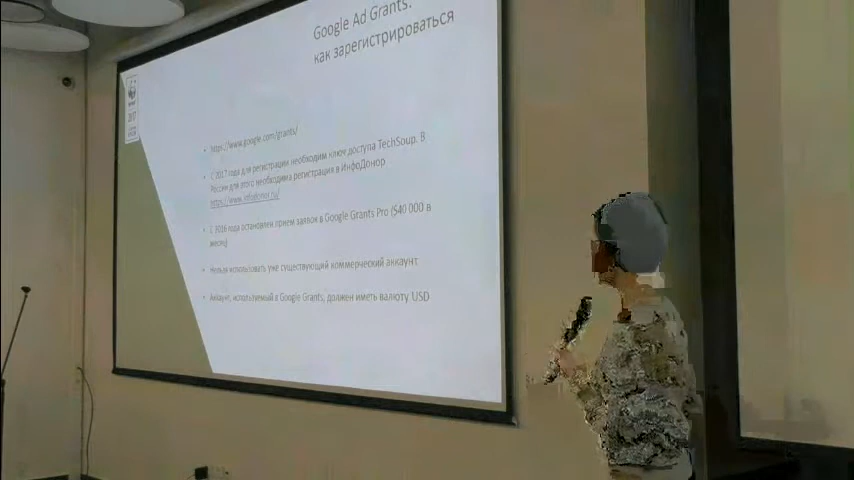 Google Ad Grants:
как зарегистрироваться
WWF
2017
• https://www.google.com/grants/
• С 2017 года для регистрации необходим ключ доступа TechSoup. В
России для этого необходима регистрация в ИнфоДонор
https://www.infodonor.ru/
• С 2016 года остановлен прием заявок в Google Grants Pro ($40 000 в
месяц)
• Нельзя использовать уже существующий коммерческий аккаунт
• Аккаунт, используемый в Google Grants, должен иметь валюту USD